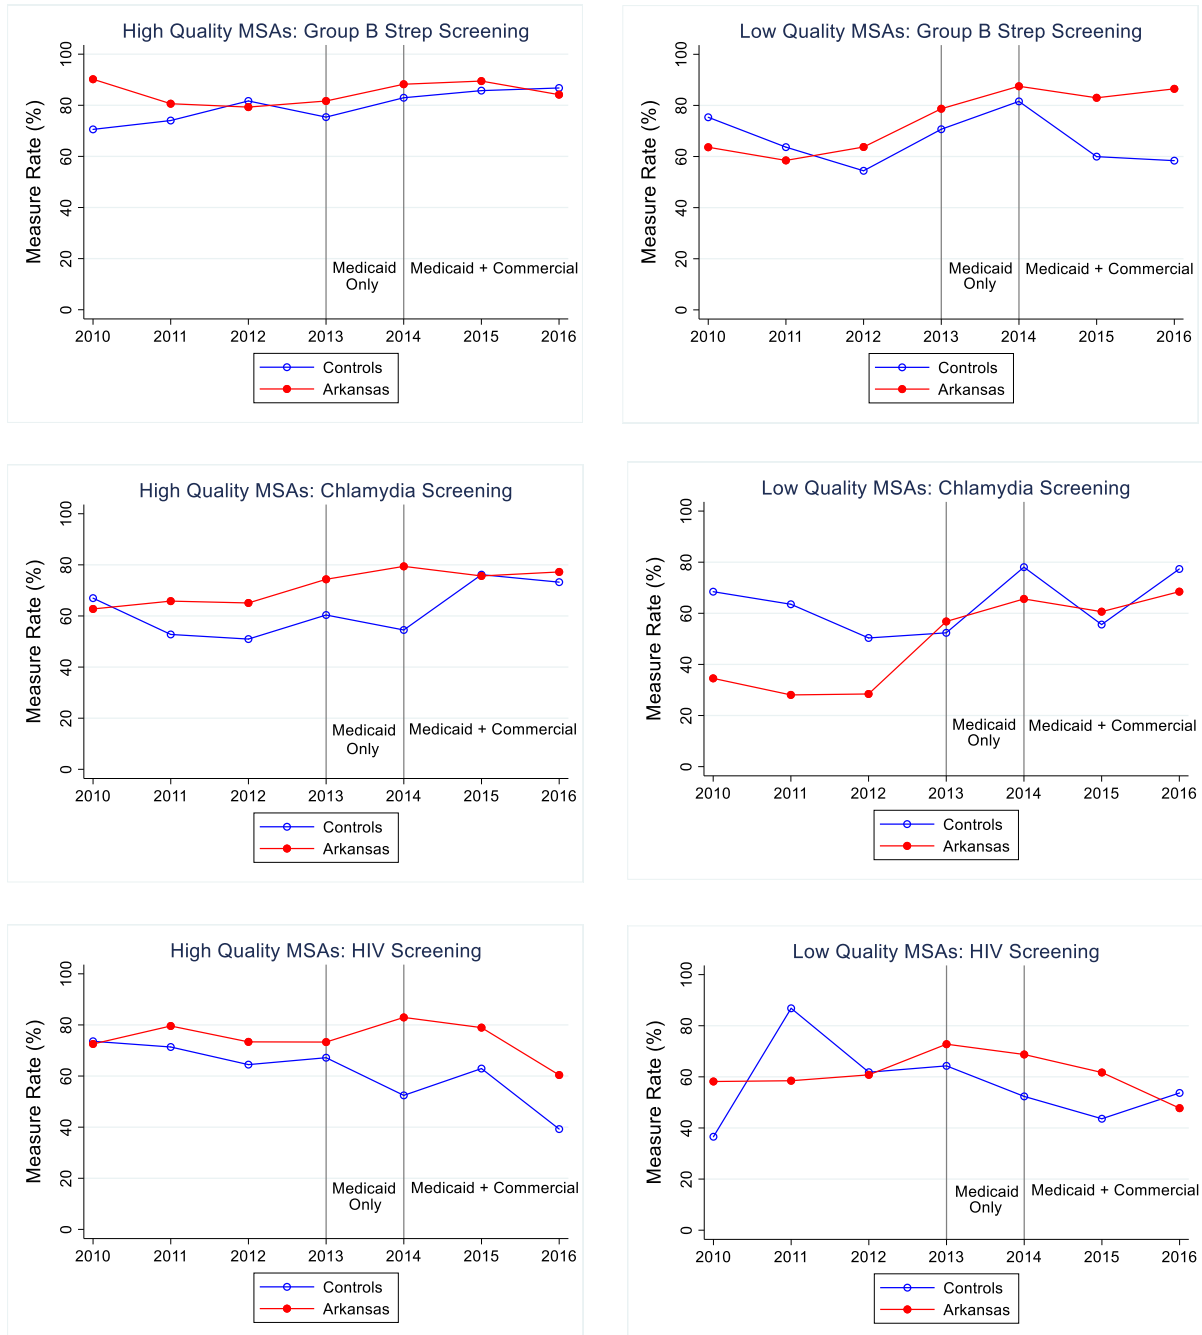 High Quality MSAs: Group B Strep Screening
Measure Rate (%)
100
80
60
40
20
0
Medicaid
Only
Medicaid + Commercial
2010 2011 2012 2013 2014 2015 2016
Controls
Arkansas
Low Quality MSAs: Group B Strep Screening
Measure Rate (%)
100
80
60
40
20
0
Medicaid
Only
Medicaid + Commercial
2010 2011 2012 2013 2014 2015 2016
Controls
Arkansas
High Quality MSAs: Chlamydia Screening
Measure Rate (%)
100
80
60
40
20
0
Medicaid
Only
Medicaid + Commercial
2010 2011 2012 2013 2014 2015 2016
Controls
Arkansas
Low Quality MSAs: Chlamydia Screening
Measure Rate (%)
100
80
60
40
20
0
Medicaid
Only
Medicaid + Commercial
2010 2011 2012 2013 2014 2015 2016
Controls
Arkansas
High Quality MSAs: HIV Screening
Measure Rate (%)
100
80
60
40
20
0
Medicaid
Only
Medicaid + Commercial
2010 2011 2012 2013 2014 2015 2016
Controls
Arkansas
Low Quality MSAs: HIV Screening
Measure Rate (%)
100
80
60
40
20
0
Medicaid
Only
Medicaid + Commercial
2010 2011 2012 2013 2014 2015 2016
Controls
Arkansas